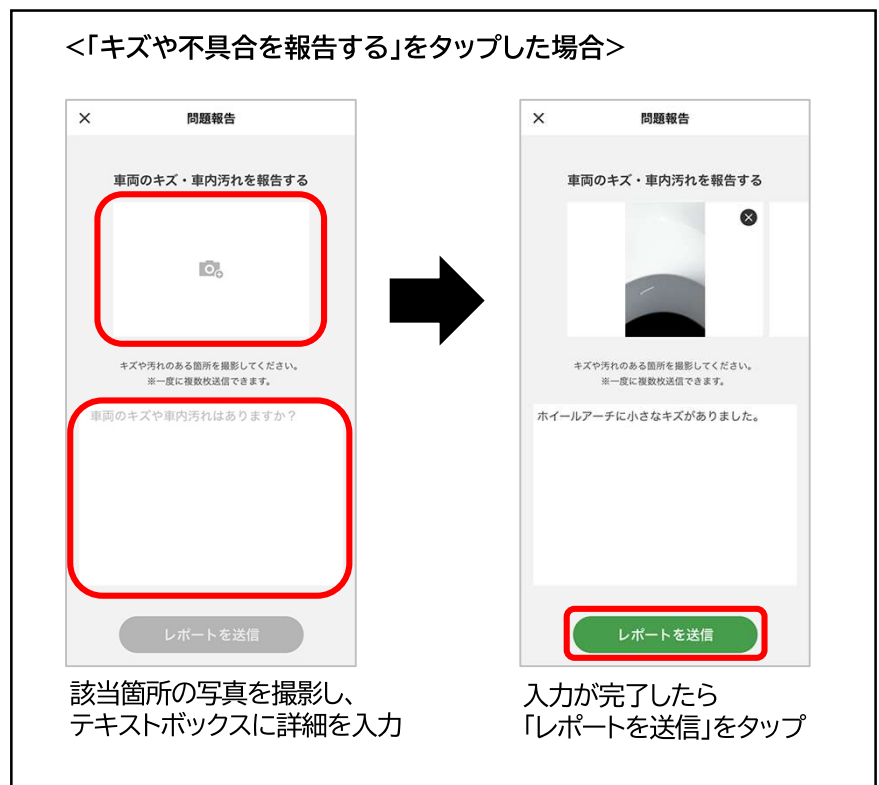 <「キズや不具合を報告する」をタップした場合>
× 問題報告
車両のキズ・車内汚れを報告する
キズや汚れのある箇所を撮影してください。
※一度に複数枚送信できます。
車両のキズや車内汚れはありますか？
レポートを送信
該当箇所の写真を撮影し、
テキストボックスに詳細を入力
× 問題報告
車両のキズ・車内汚れを報告する
キズや汚れのある箇所を撮影してください。
※一度に複数枚送信できます。
ホイールアーチに小さなキズがありました。
レポートを送信
入力が完了したら
「レポートを送信」をタップ